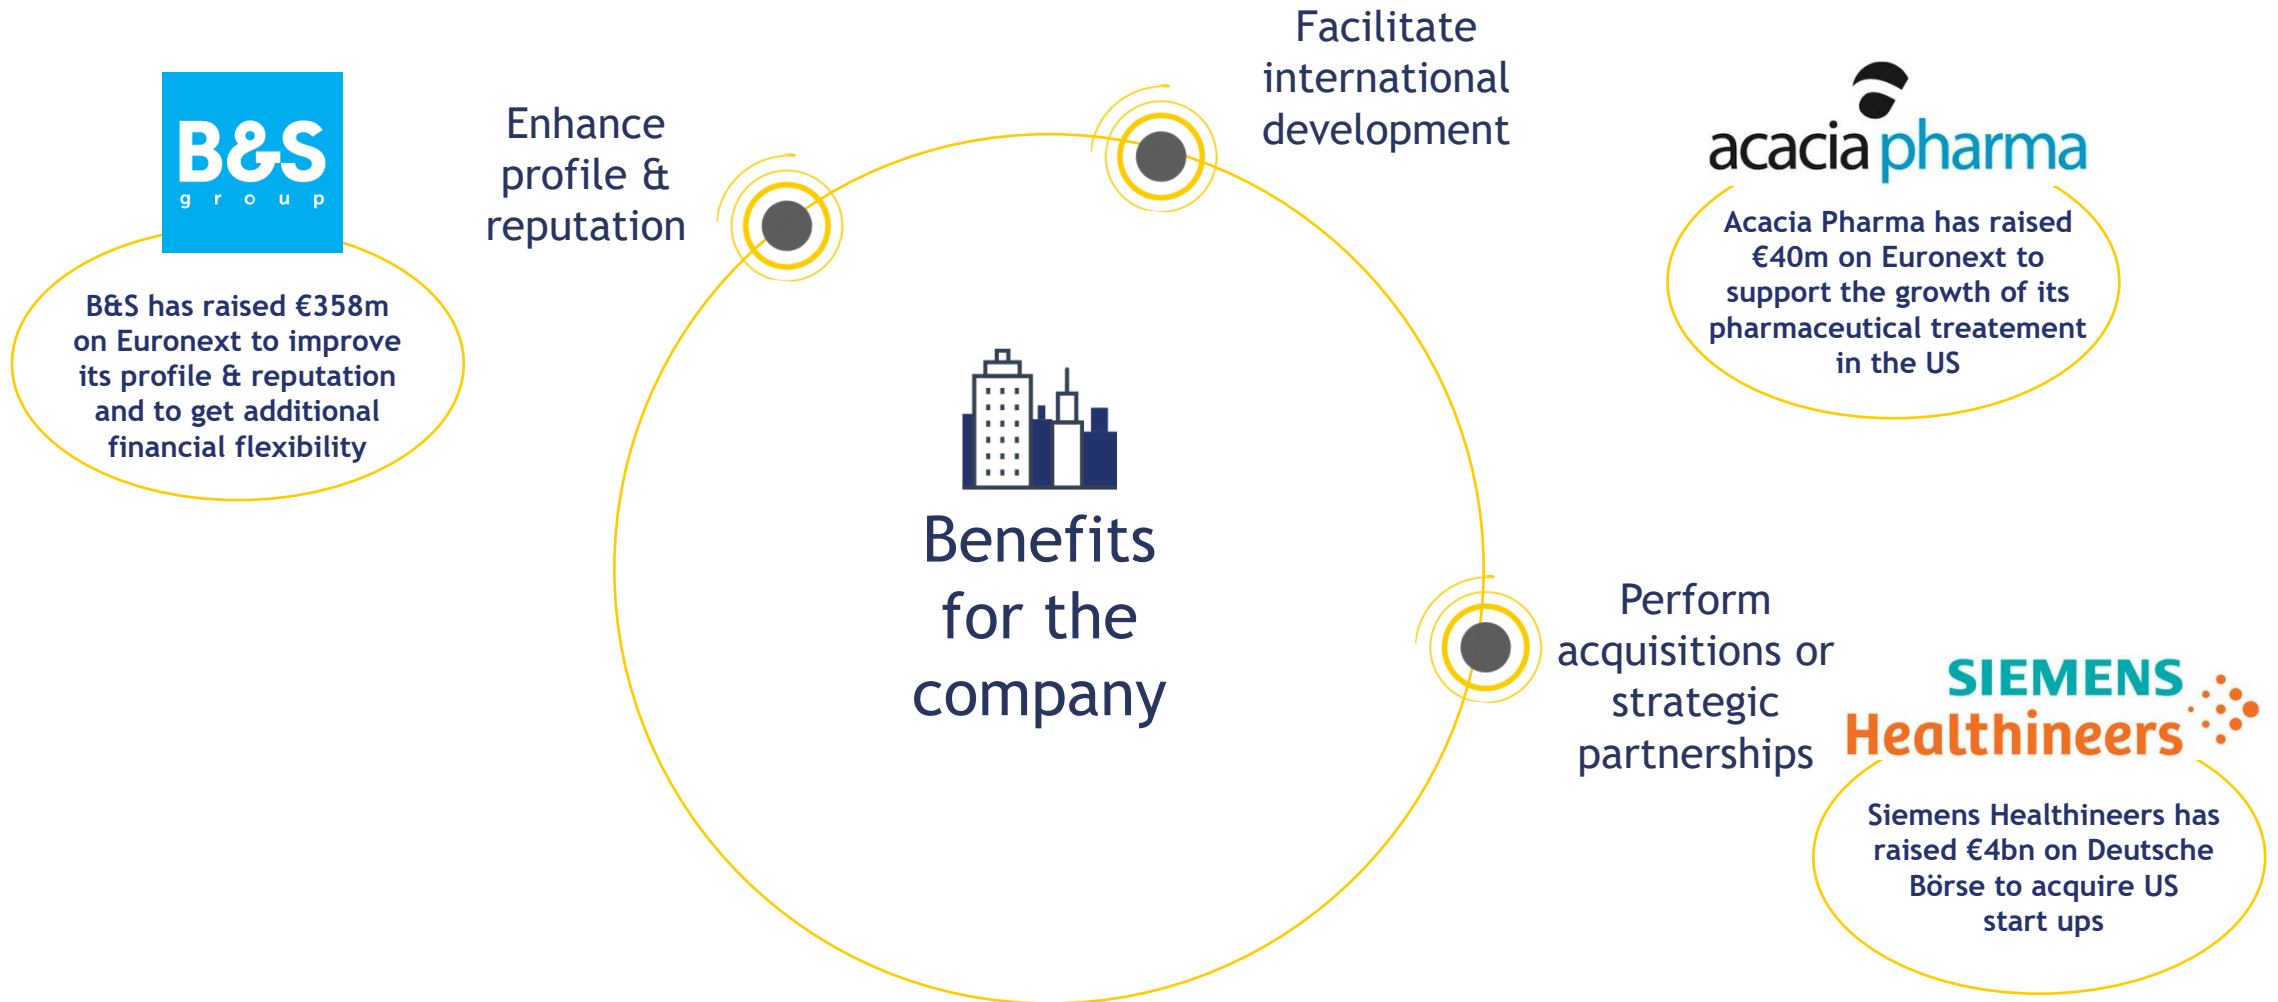 B&S
group
B&S has raised €358m
on Euronext to improve
its profile & reputation
and to get additional
financial flexibility
Enhance
profile &
reputation
Facilitate
international
development
acacia pharma
Acacia Pharma has raised
€40m on Euronext to
support the growth of its
pharmaceutical treatement
in the US
Benefits
for the
company
Perform
acquisitions or
strategic
partnerships
SIEMENS
Healthineers
Siemens Healthineers has
raised €4bn on Deutsche
Börse to acquire US
start ups